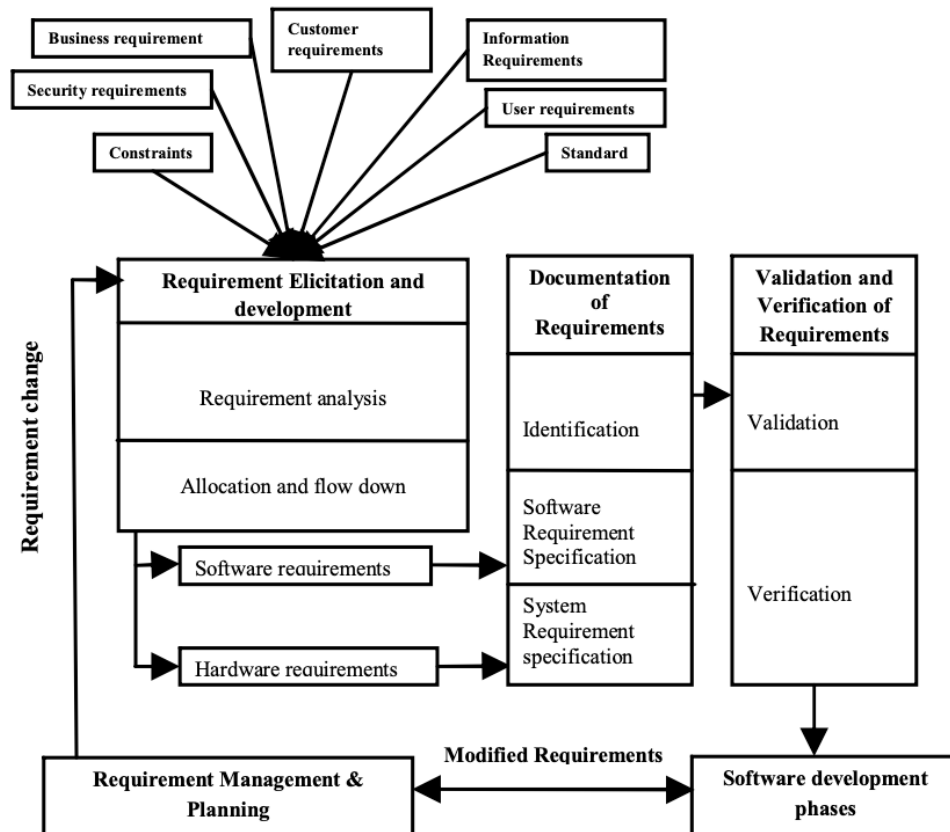 Business requirement
Customer
requirements
Information
Requirements
Security requirements
User requirements
Constraints
Standard
Requirement Elicitation and
development
Requirement analysis
Allocation and flow down
Software requirements
Hardware requirements
Documentation
of
Requirements
Identification
Software
Requirement
Specification
System
Requirement
specification
Validation and
Verification of
Requirements
Validation
Verification
Requirement change
Requirement Management &
Planning
Modified Requirements
Software development
phases